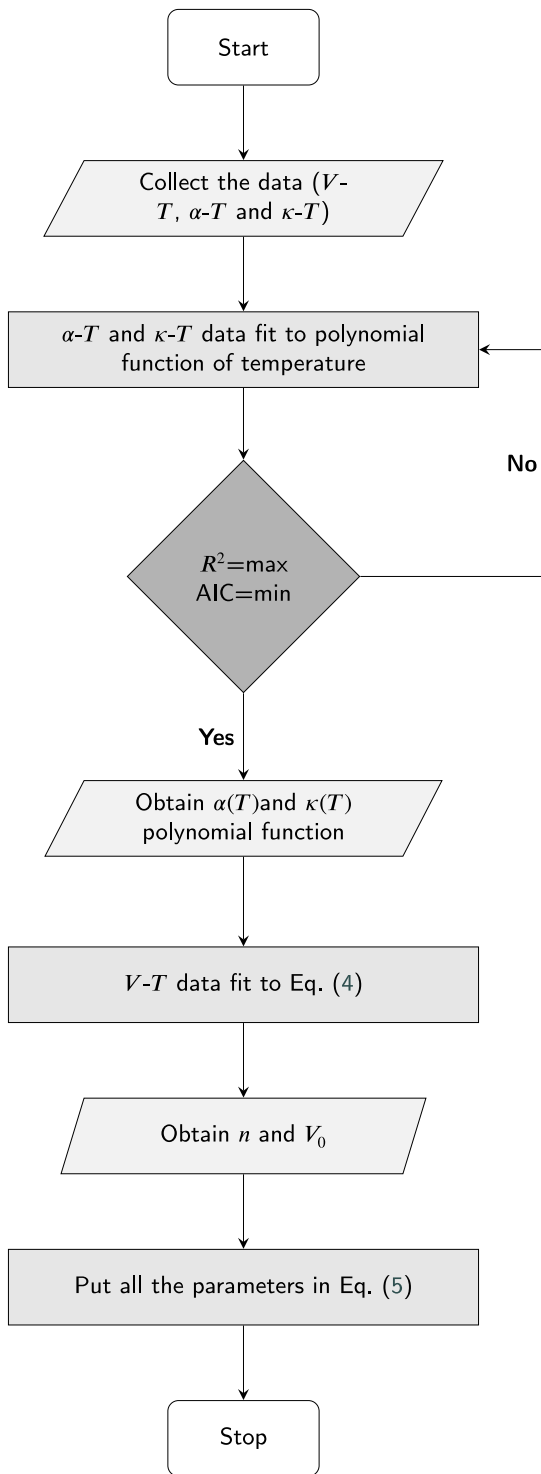 Start
Collect the data (V-
T, α-T and κ-T)
α-T and κ-T data fit to polynomial
function of temperature
No
R²=max
AIC=min
Yes
Obtain α(T)and κ(T)
polynomial function
V-T data fit to Eq. (4)
Obtain n and V₀
Put all the parameters in Eq. (5)
Stop